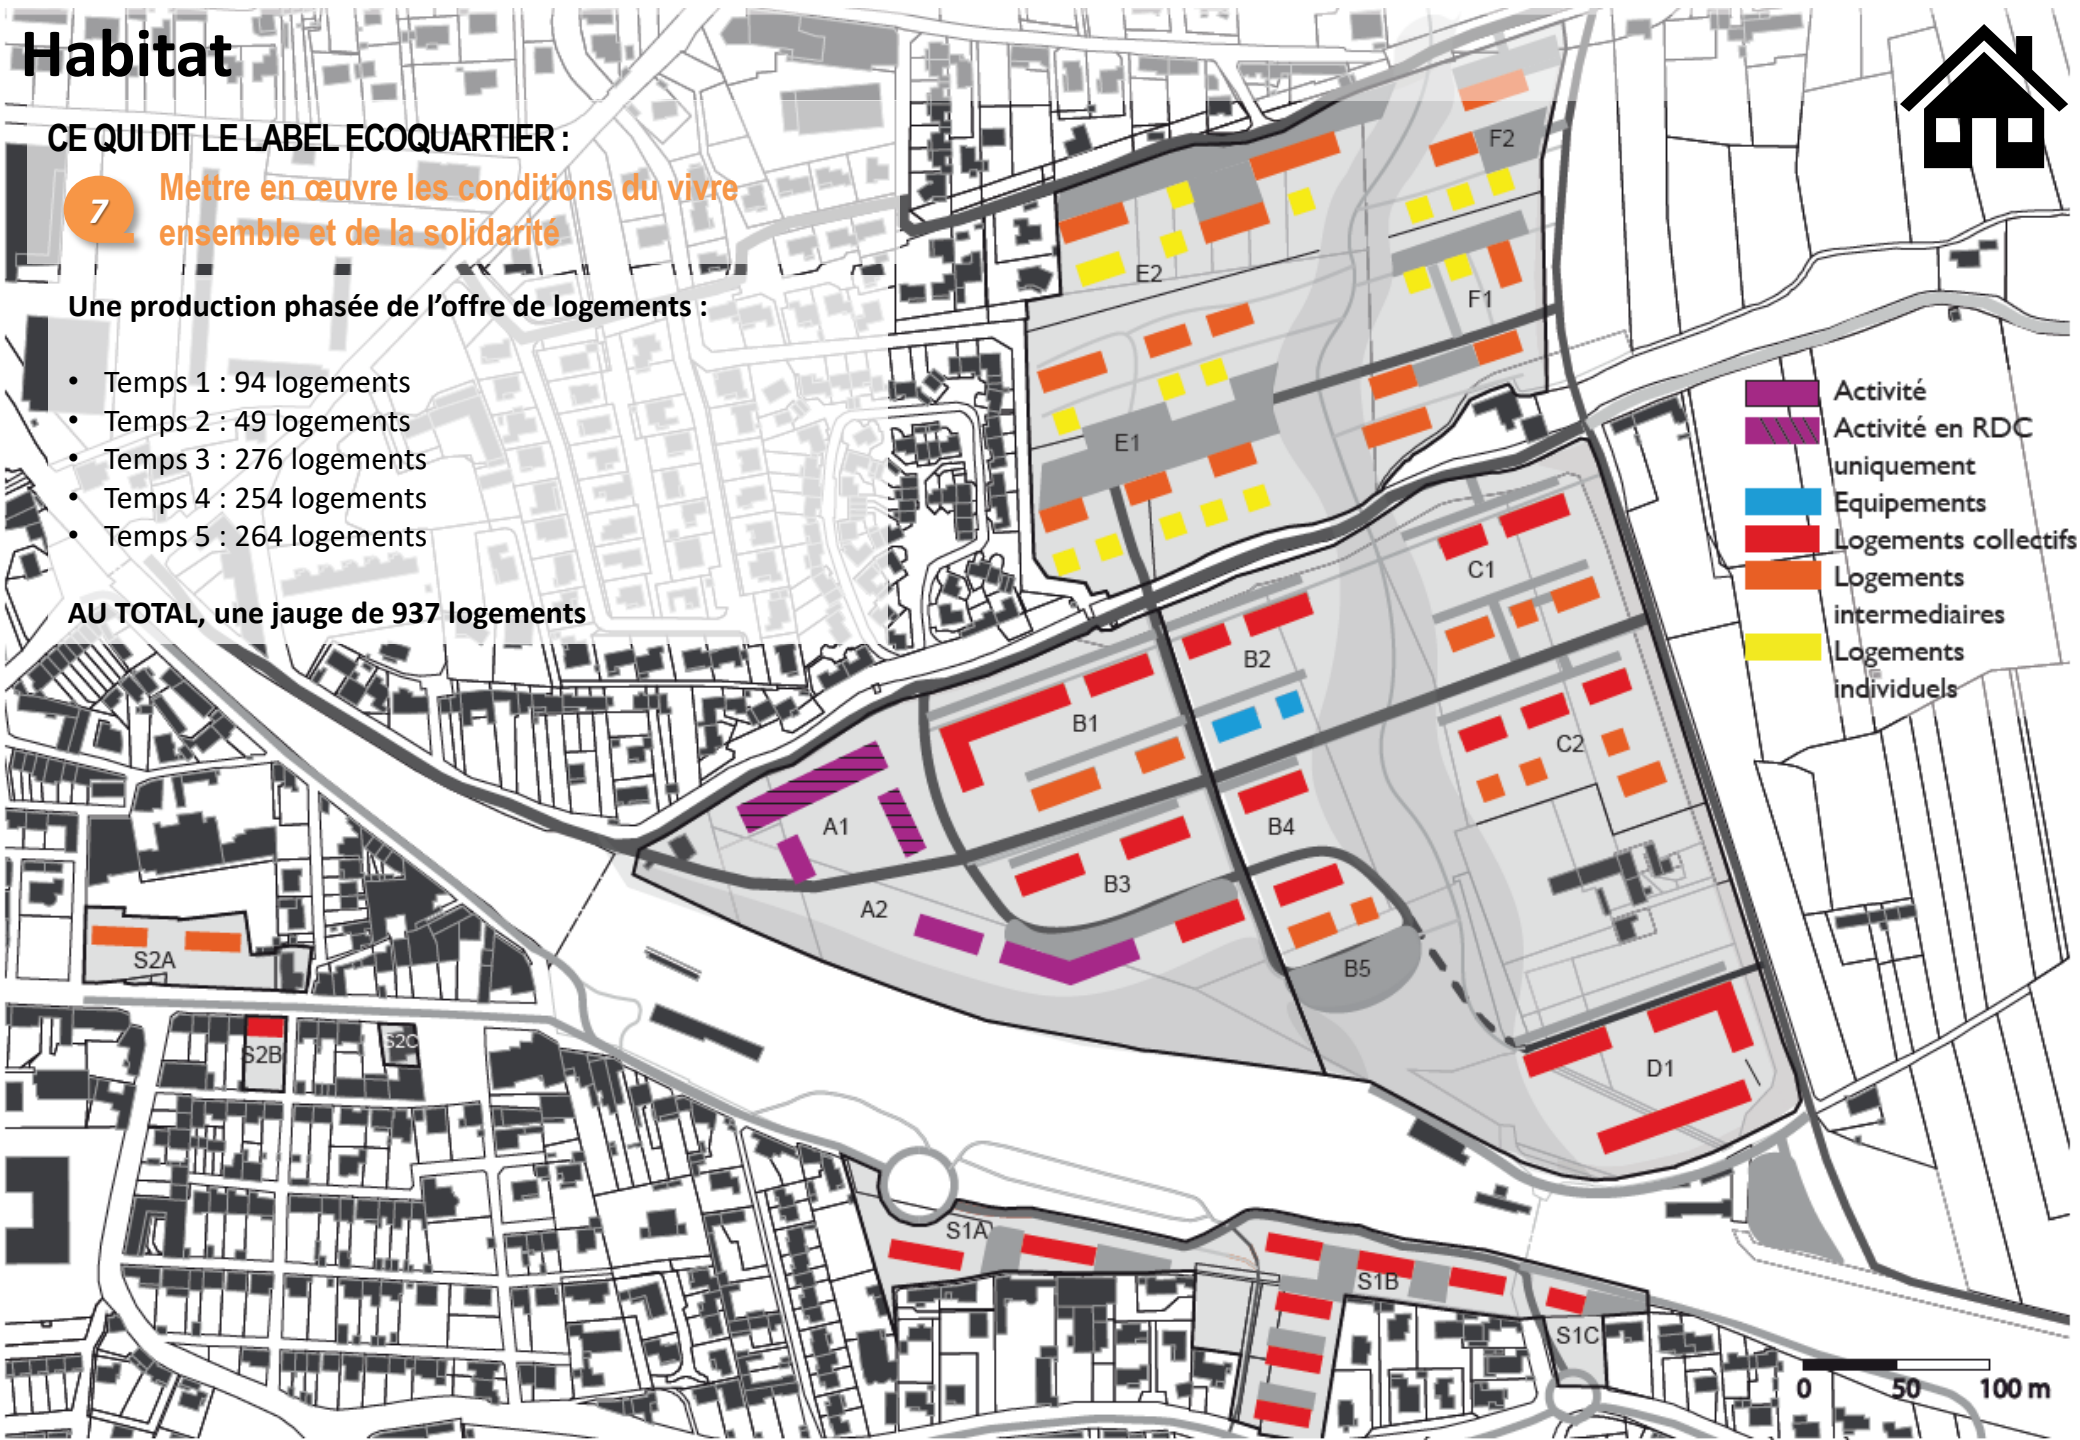 Habitat
CE QUI DIT LE LABEL ECOQUARTIER :
7
Mettre en œuvre les conditions du vivre
ensemble et de la solidarité
Une production phasée de l’offre de logements :
• Temps 1 : 94 logements
• Temps 2 : 49 logements
• Temps 3 : 276 logements
• Temps 4 : 254 logements
• Temps 5 : 264 logements
AU TOTAL, une jauge de 937 logements
Activité
Activité en RDC
uniquement
Equipements
Logements collectifs
Logements
intermediaires
Logements
individuels
F2
E2
F1
E1
C1
B2
B1
C2
A1
B4
B3
A2
S2A
B5
S2B
S2C
D1
S1A
S1B
S1C
0 50 100 m